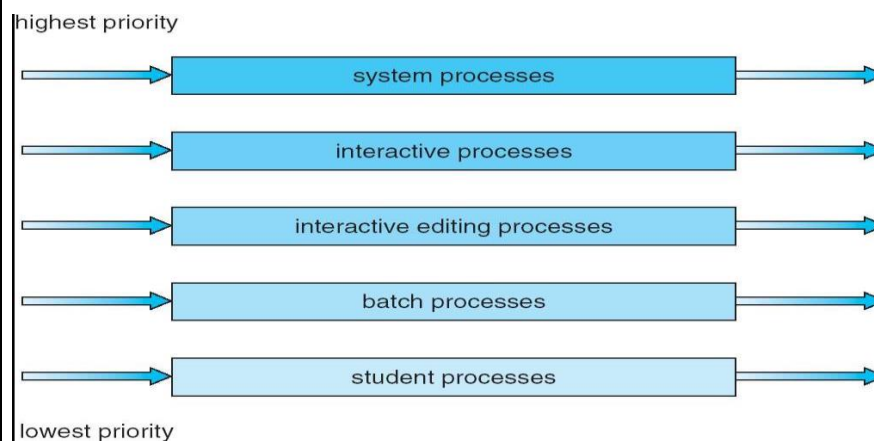 highest priority
system processes
interactive processes
interactive editing processes
batch processes
student processes
lowest priority